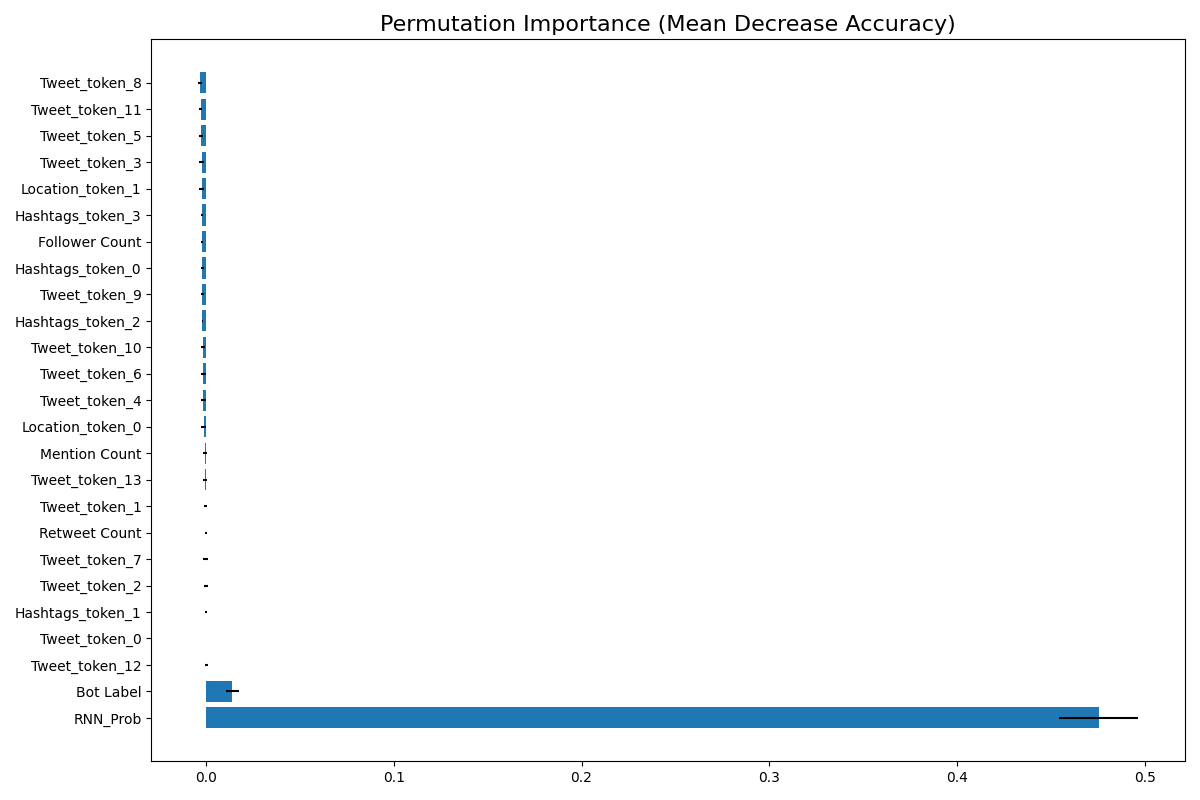 Permutation Importance (Mean Decrease Accuracy)
Tweet_token_8
Tweet_token_11
Tweet_token_5
Tweet_token_3
Location_token_1
Hashtags_token_3
Follower Count
Hashtags_token_0
Tweet_token_9
Hashtags_token_2
Tweet_token_10
Tweet_token_6
Tweet_token_4
Location_token_0
Mention Count
Tweet_token_13
Tweet_token_1
Retweet Count
Tweet_token_7
Tweet_token_2
Hashtags_token_1
Tweet_token_0
Tweet_token_12
Bot Label
RNN_Prob
0.0 0.1 0.2 0.3 0.4 0.5